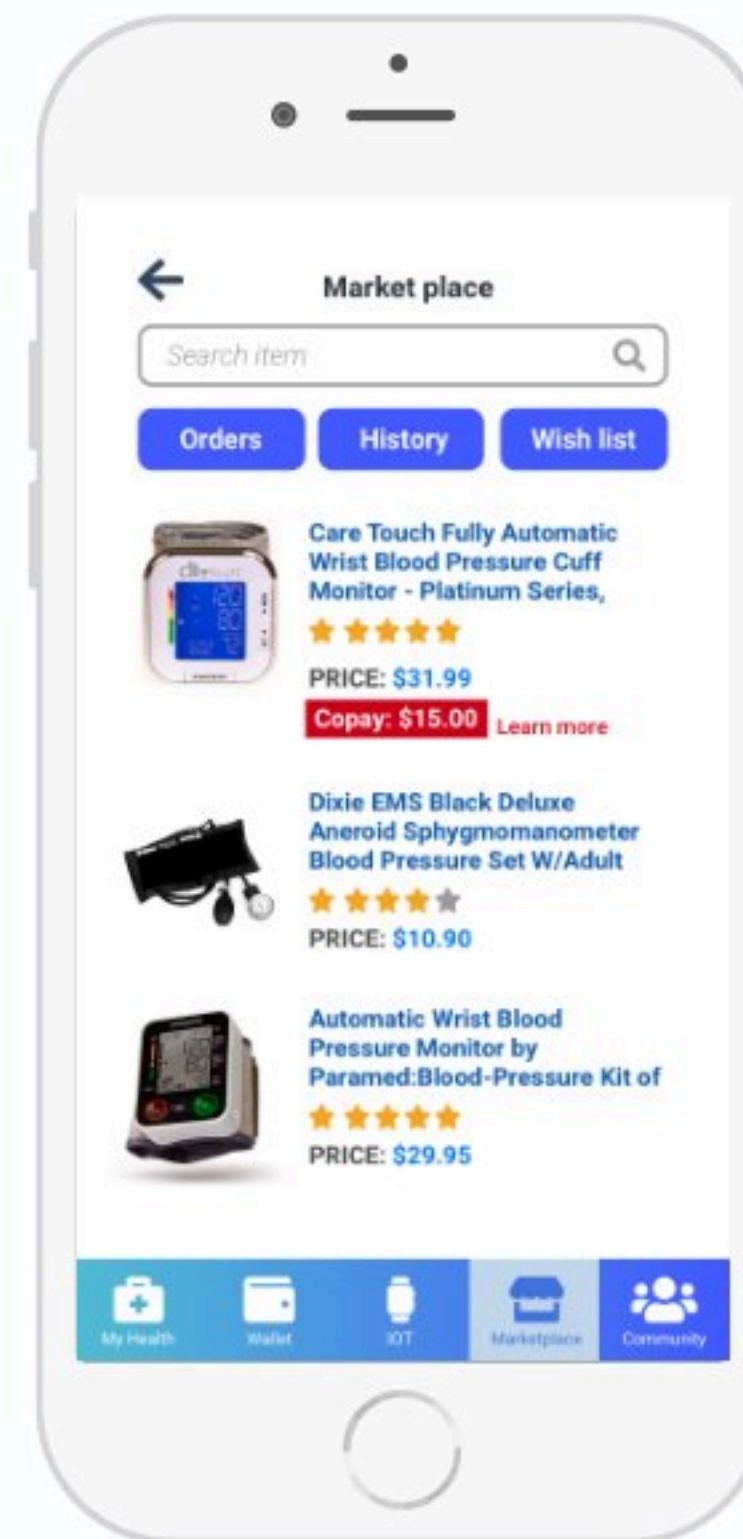 Market place
Search item
Orders History Wish list
Care Touch Fully Automatic
Wrist Blood Pressure Cuff
Monitor - Platinum Series,
PRICE: $31.99
Copay: $15.00 Learn more
Dixie EMS Black Deluxe
Aneroid Sphygmomanometer
Blood Pressure Set W/Adult
PRICE: $10.90
Automatic Wrist Blood
Pressure Monitor by
Paramed:Blood-Pressure Kit of
PRICE: $29.95
My Health Wallet IOT Marketplace Community